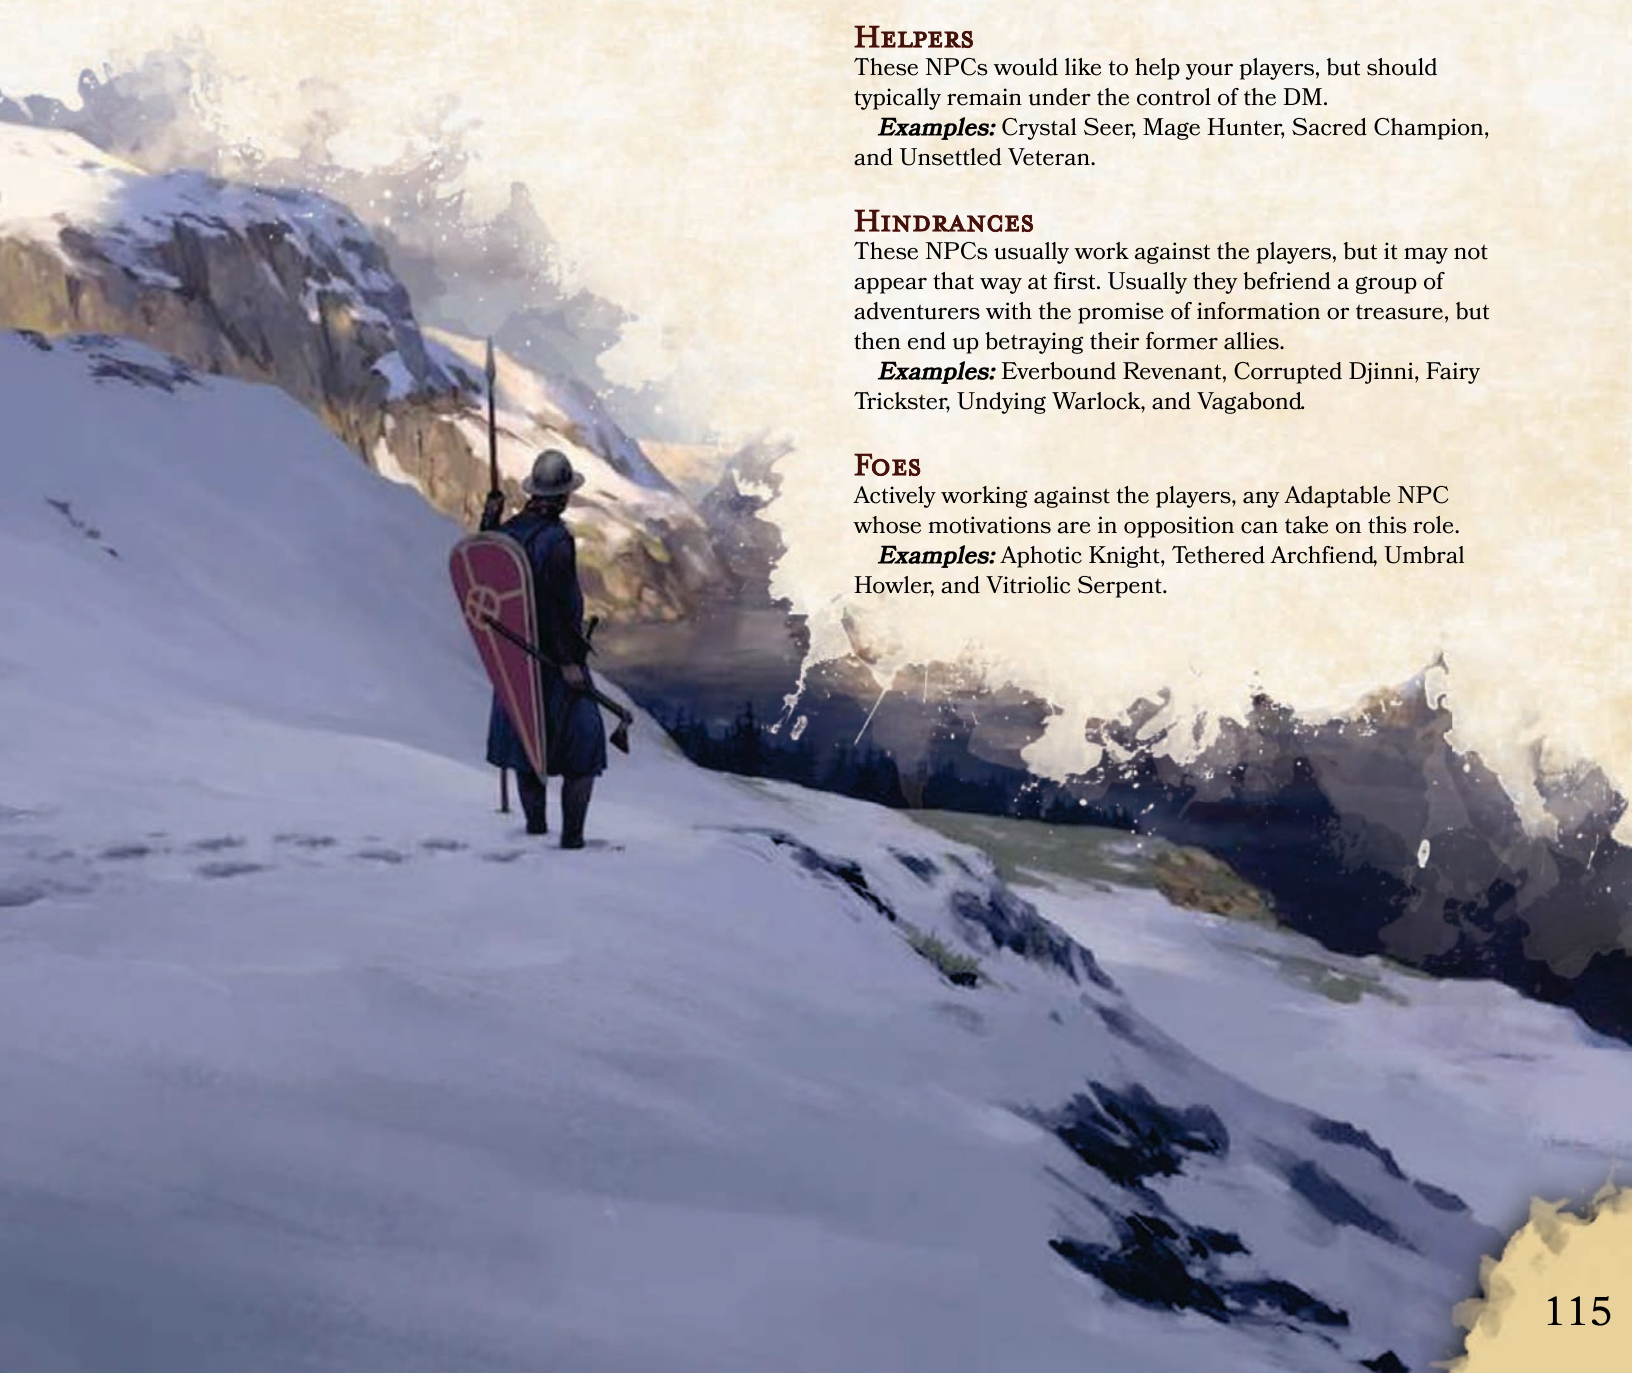 HELPERS
These NPCs would like to help your players, but should
typically remain under the control of the DM.
Examples: Crystal Seer, Mage Hunter, Sacred Champion,
and Unsettled Veteran.
HINDRANCES
These NPCs usually work against the players, but it may not
appear that way at first. Usually they befriend a group of
adventurers with the promise of information or treasure, but
then end up betraying their former allies.
Examples: Everbound Revenant, Corrupted Djinni, Fairy
Trickster, Undying Warlock, and Vagabond.
FOES
Actively working against the players, any Adaptable NPC
whose motivations are in opposition can take on this role.
Examples: Aphotic Knight, Tethered Archfiend, Umbral
Howler, and Vitriolic Serpent.
115